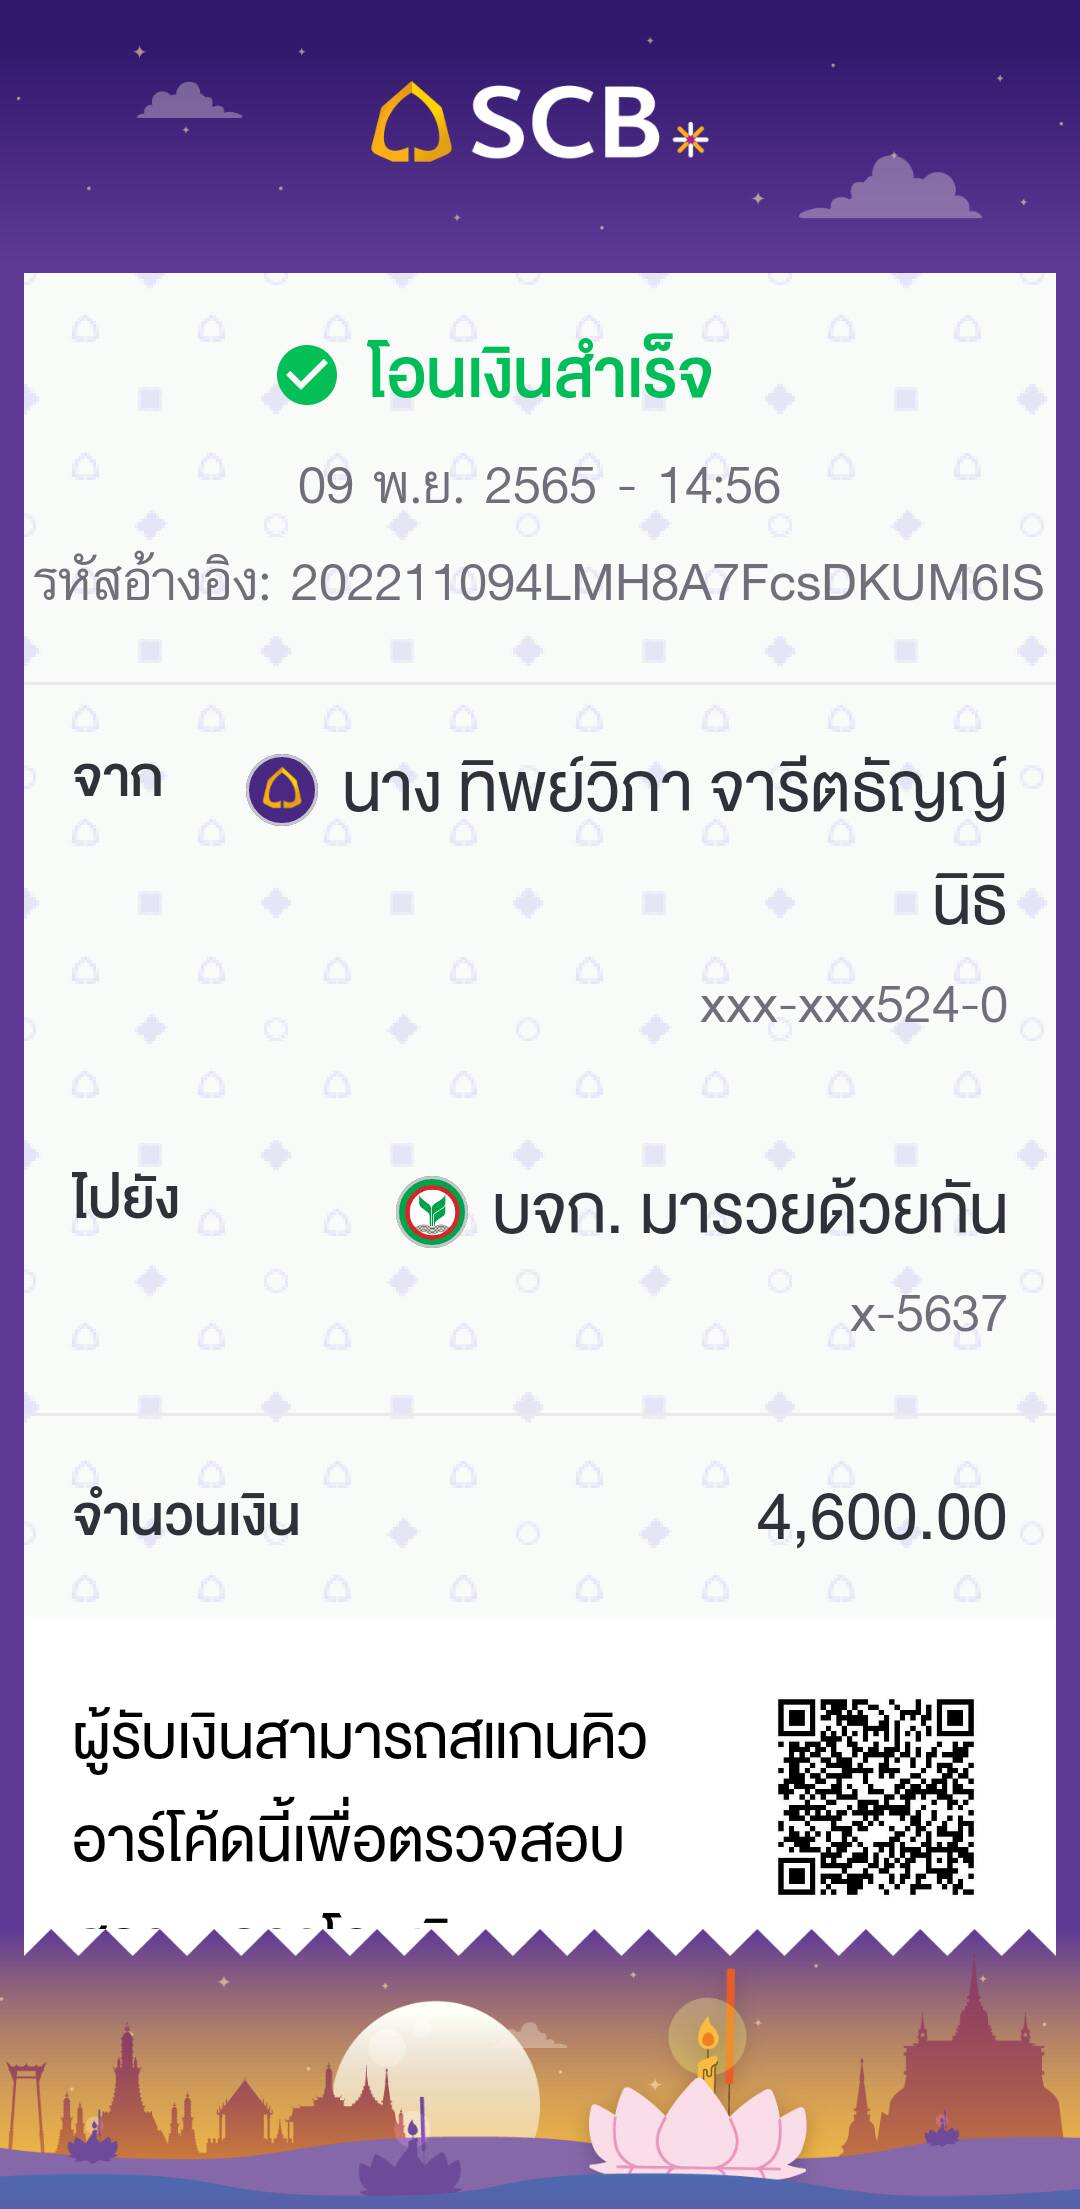 SCB
โอนเงินสำเร็จ
09 พ.ย. 2565 - 14:56
รหัสอ้างอิง: 202211094LMH8A7FcsDKUM6IS
จาก
นาง ทิพย์วิภา จารีตธัญญ์
นิธิ
xxx-xxx524-0
ไปยัง
บจก. มารวยด้วยกัน
x-5637
จำนวนเงิน
4,600.00
ผู้รับเงินสามารถสแกนคิว
อาร์โค้ดนี้เพื่อตรวจสอบ